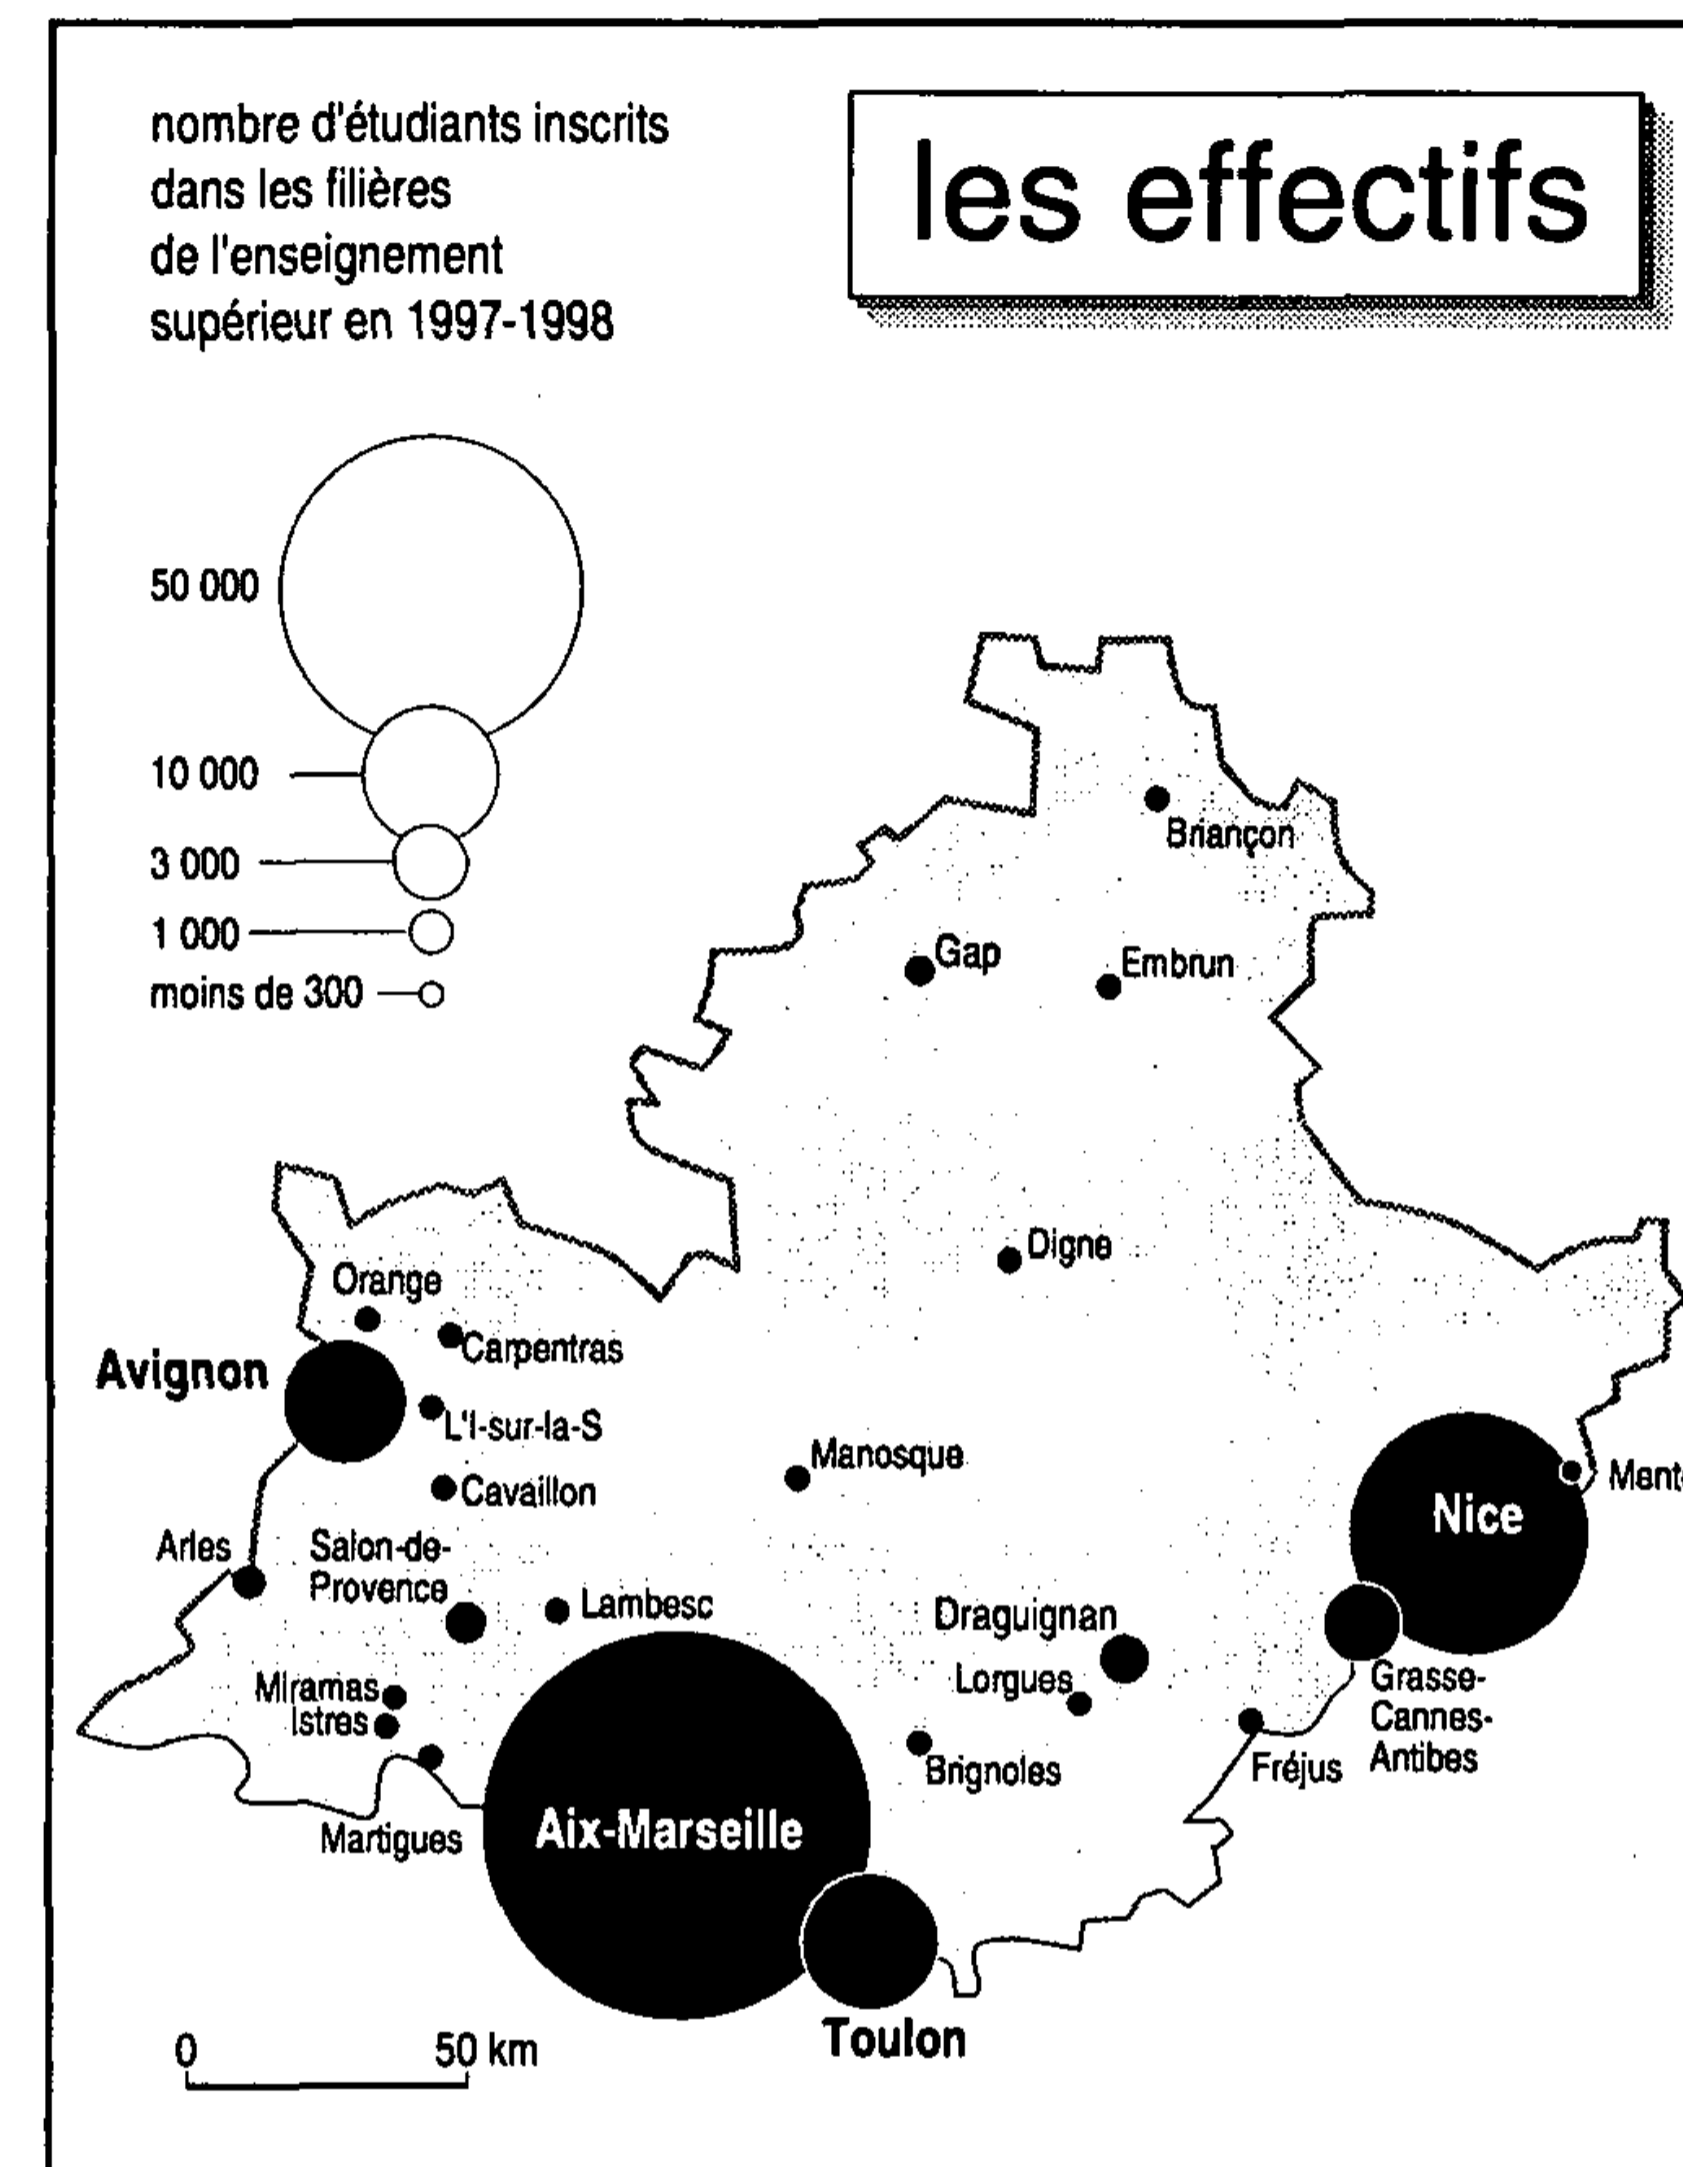 nombre d'étudiants inscrits
dans les filières
de l'enseignement
supérieur en 1997-1998
les effectifs
50 000
10 000
3 000
1 000
moins de 300
Briançon
Gap
Embrun
Digne
Orange
Carpentras
Avignon
L'I-sur-la-S
Cavaillon
Manosque
Nice
Arles
Salon-de-
Provence
Lambesc
Draguignan
Lorgues
Miramas
Istres
Grasse-
Cannes-
Antibes
Fréjus
Brignoles
Aix-Marseille
Martigues
Toulon
0
50 km